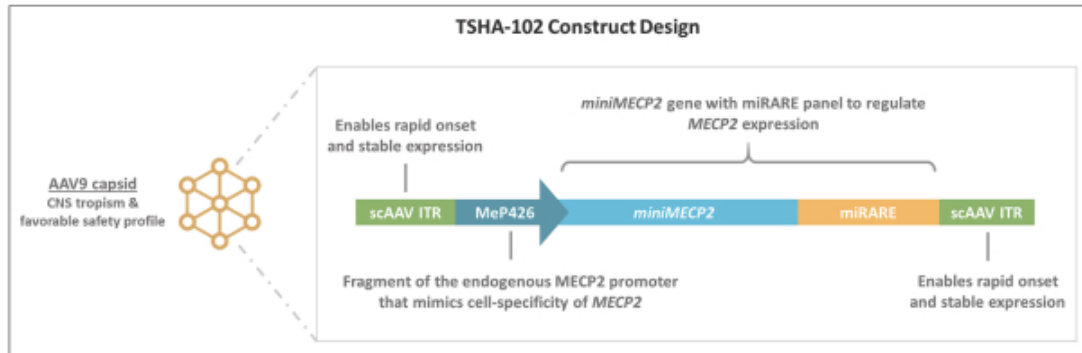 TSHA-102 Construct Design
miniMECP2 gene with miRARE panel to regulate
MECP2 expression
Enables rapid onset
and stable expression
AAV9 capsid
CNS tropism &
favorable safety profile
scAAV ITR
MeP426
miniMECP2
miRARE
scAAV ITR
Fragment of the endogenous MECP2 promoter
that mimics cell-specificity of MECP2
Enables rapid onset
and stable expression